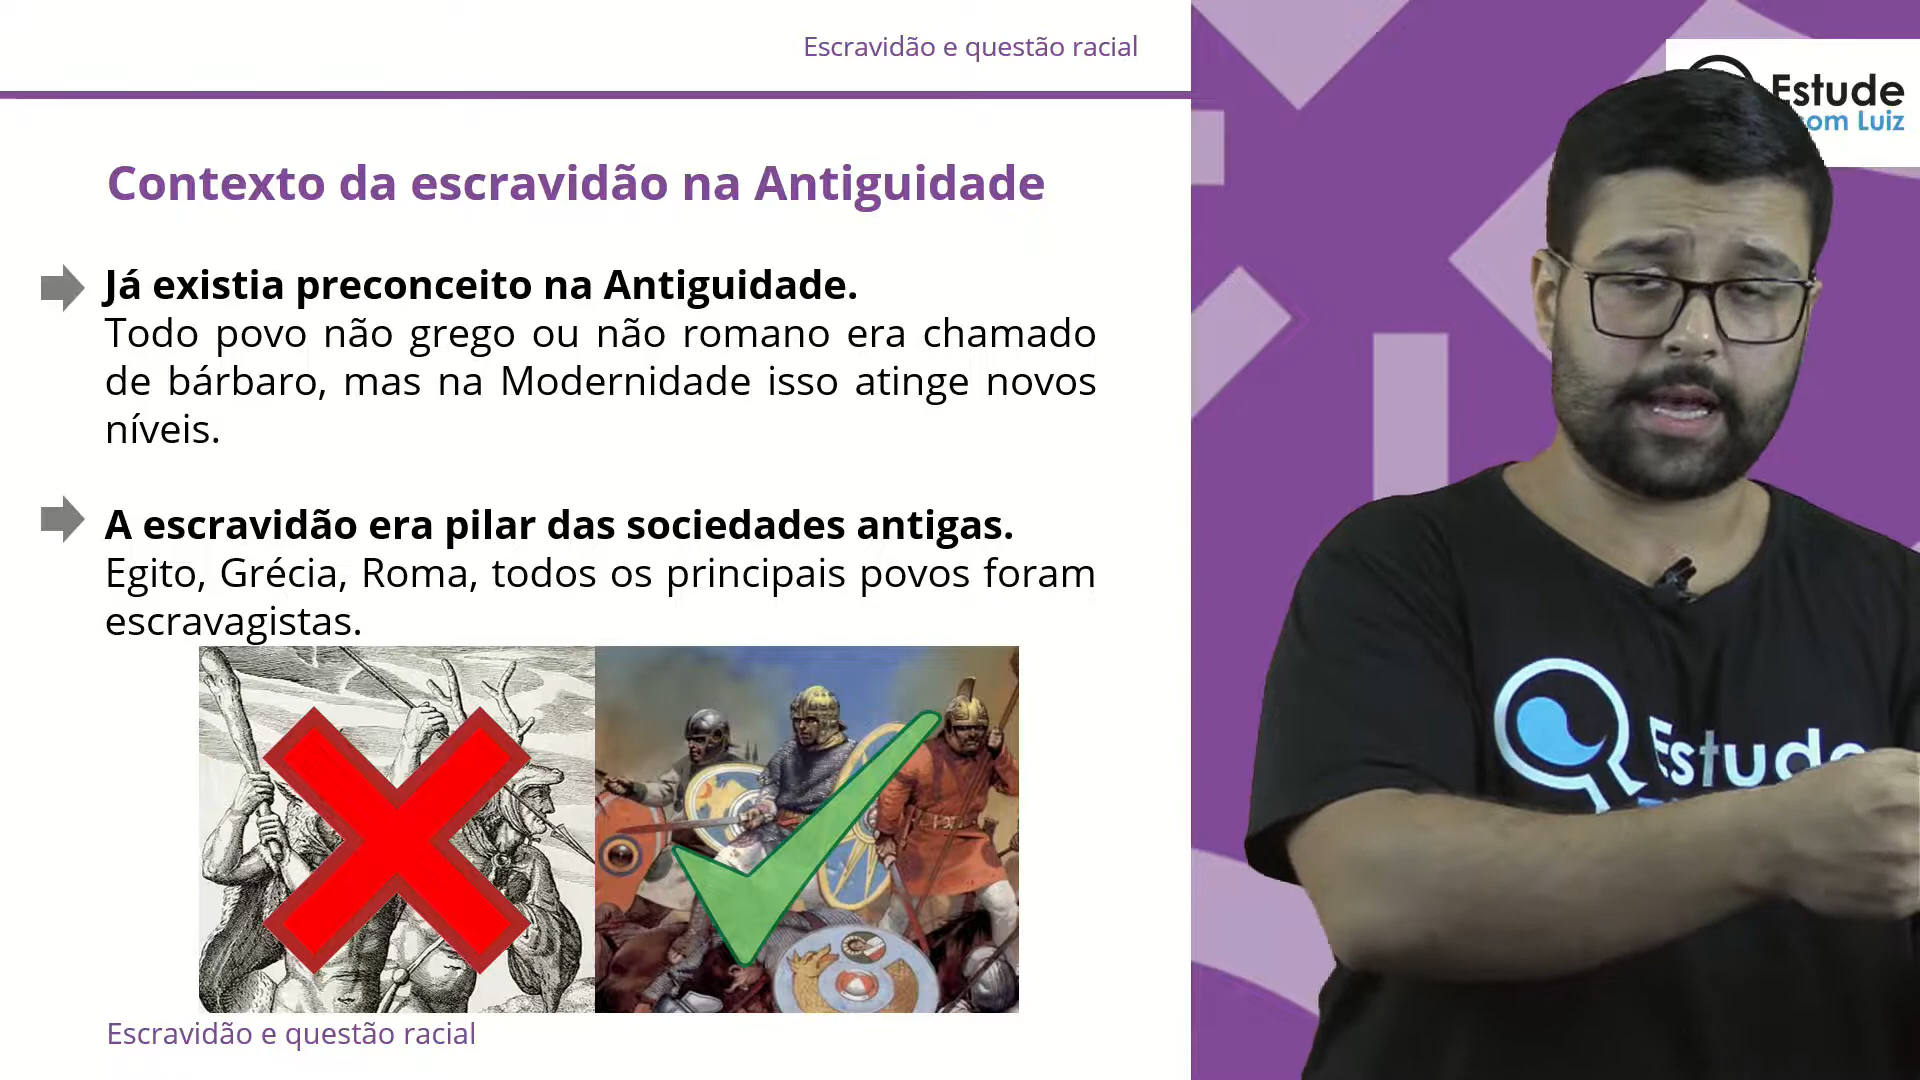 Escravidão e questão racial
Estude
om Luiz
Contexto da escravidão na Antiguidade
Já existia preconceito na Antiguidade.
Todo povo não grego ou não romano era chamado
de bárbaro, mas na Modernidade isso atinge novos
níveis.
A escravidão era pilar das sociedades antigas.
Egito, Grécia, Roma, todos os principais povos foram
escravagistas.
Estude
Escravidão e questão racial